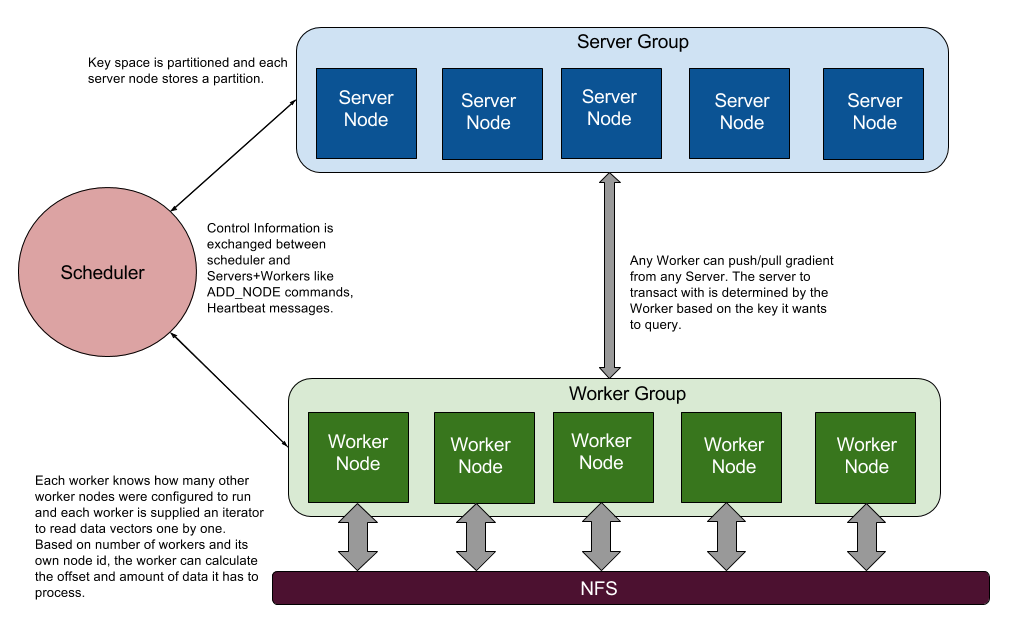 Server Group
Key space is partitioned and each
server node stores a partition.
Server
Node
Server
Node
Server
Node
Server
Node
Server
Node
Control Information is
exchanged between
scheduler and
Servers+Workers like
ADD_NODE commands,
Heartbeat messages.
Scheduler
Any Worker can push/pull gradient
from any Server. The server to
transact with is determined by the
Worker based on the key it wants
to query.
Worker Group
Worker
Node
Worker
Node
Worker
Node
Worker
Node
Worker
Node
Each worker knows how many other
worker nodes were configured to run
and each worker is supplied an iterator
to read data vectors one by one.
Based on number of workers and its
own node id, the worker can calculate
the offset and amount of data it has to
process.
NFS